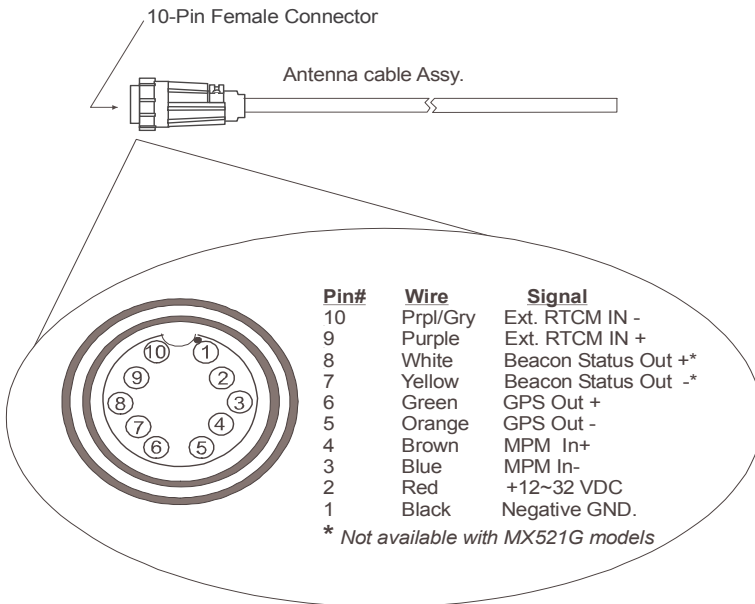 10-Pin Female Connector
Antenna cable Assy.
Pin# Wire Signal
10 Prpl/Gry Ext. RTCM IN -
9 Purple Ext. RTCM IN +
8 White Beacon Status Out +*
7 Yellow Beacon Status Out -*
6 Green GPS Out +
5 Orange GPS Out -
4 Brown MPM In+
3 Blue MPM In-
2 Red +12~32 VDC
1 Black Negative GND.
* Not available with MX521G models
10 1
9 2
8 3
7 4
6 5